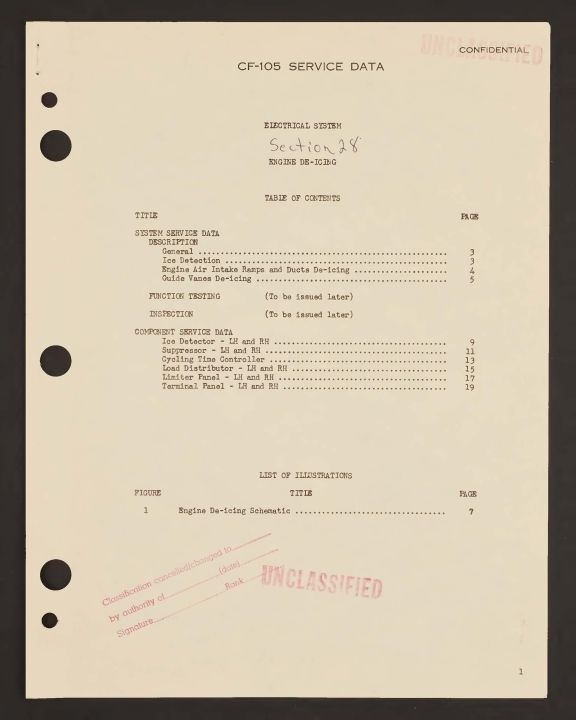 UNCLASSIFIED
CONFIDENTIAL
CF-105 SERVICE DATA
ELECTRICAL SYSTEM
Section 28
ENGINE DE-ICING
TABLE OF CONTENTS
TITLE PAGE
SYSTEM SERVICE DATA
DESCRIPTION
General ........................................................ 3
Ice Detection .................................................. 3
Engine Air Intake Ramps and Ducts De-icing ..................... 4
Guide Vanes De-icing ........................................... 5
FUNCTION TESTING (To be issued later)
INSPECTION (To be issued later)
COMPONENT SERVICE DATA
Ice Detector - LH and RH ....................................... 9
Suppressor - LH and RH ......................................... 11
Cycling Time Controller ........................................ 13
Load Distributor - LH and RH ................................... 15
Limiter Panel - LH and RH ...................................... 17
Terminal Panel - LH and RH ..................................... 19
LIST OF ILLUSTRATIONS
FIGURE TITLE PAGE
1 Engine De-icing Schematic .................................. 7
Classification cancelled/changed to..........
by authority of..........(date)..........
Signature..........Rank..........
UNCLASSIFIED
1